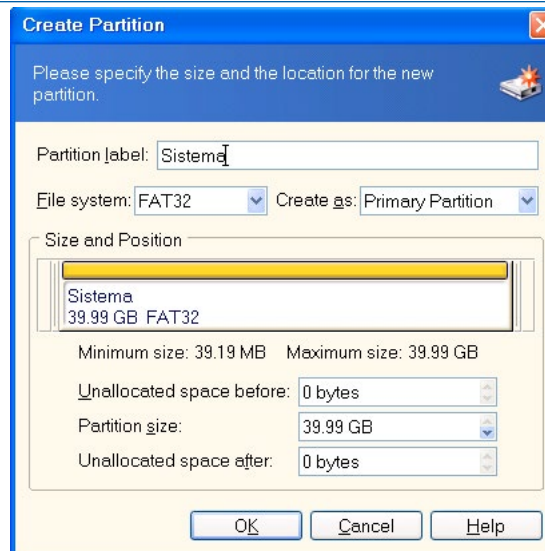 Create Partition
Please specify the size and the location for the new
partition.
Partition label: Sistema
File system: FAT32 Create as: Primary Partition
Size and Position
Sistema
39.99 GB FAT32
Minimum size: 39.19 MB Maximum size: 39.99 GB
Unallocated space before: 0 bytes
Partition size: 39.99 GB
Unallocated space after: 0 bytes
OK Cancel Help